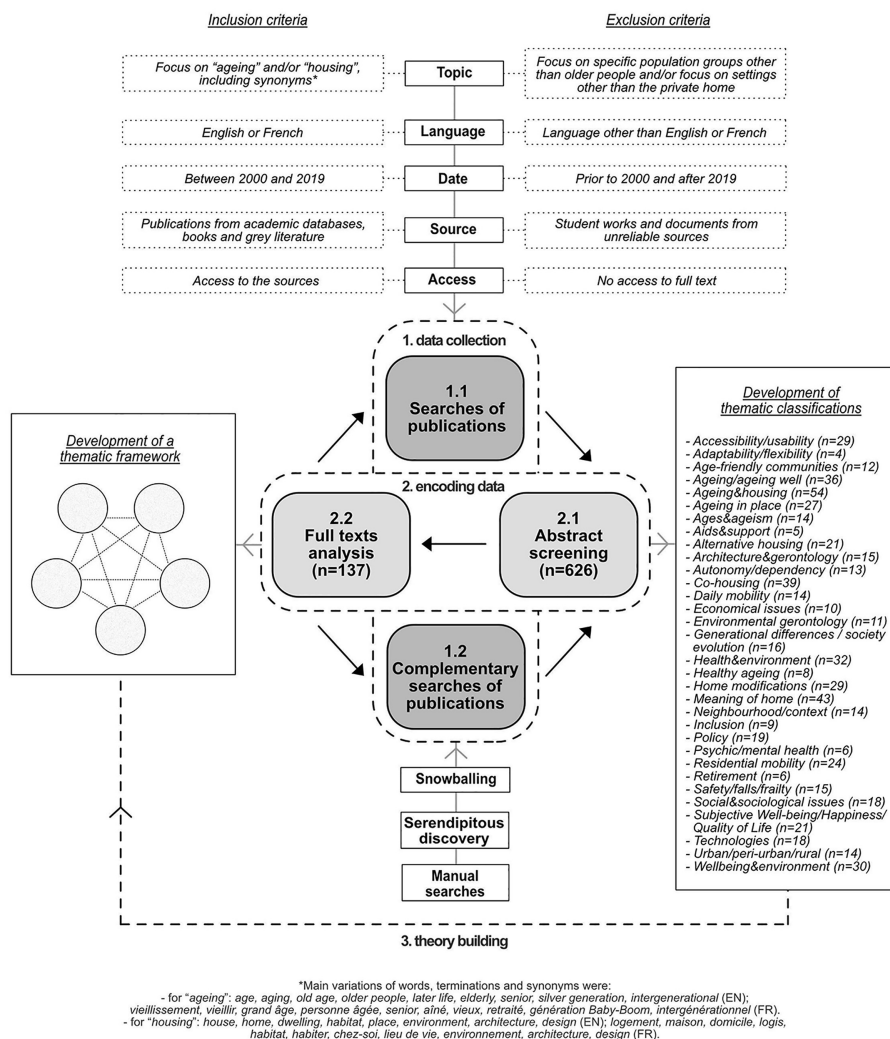 Inclusion criteria
Exclusion criteria
Focus on “ageing” and/or “housing”,
including synonyms*
Topic
Focus on specific population groups other
than older people and/or focus on settings
other than the private home
English or French
Language
Language other than English or French
Between 2000 and 2019
Date
Prior to 2000 and after 2019
Publications from academic databases,
books and grey literature
Source
Student works and documents from
unreliable sources
Access to the sources
Access
No access to full text
1. data collection
1.1
Searches of
publications
Development of a
thematic framework
2. encoding data
2.2
Full texts
analysis
(n=137)
2.1
Abstract
screening
(n=626)
1.2
Complementary
searches of
publications
Snowballing
Serendipitous
discovery
Manual
searches
Development of
thematic classifications
- Accessibility/usability (n=29)
- Adaptability/flexibility (n=4)
- Age-friendly communities (n=12)
- Ageing/ageing well (n=36)
- Ageing&housing (n=54)
- Ageing in place (n=27)
- Ages&ageism (n=14)
- Aids&support (n=5)
- Alternative housing (n=21)
- Architecture&gerontology (n=15)
- Autonomy/dependency (n=13)
- Co-housing (n=39)
- Daily mobility (n=14)
- Economical issues (n=10)
- Environmental gerontology (n=11)
- Generational differences / society
evolution (n=16)
- Health&environment (n=32)
- Healthy ageing (n=8)
- Home modifications (n=29)
- Meaning of home (n=43)
- Neighbourhood/context (n=14)
- Inclusion (n=9)
- Policy (n=19)
- Psychic/mental health (n=6)
- Residential mobility (n=24)
- Retirement (n=6)
- Safety/falls/frailty (n=15)
- Social&sociological issues (n=18)
- Subjective Well-being/Happiness/
Quality of Life (n=21)
- Technologies (n=18)
- Urban/peri-urban/rural (n=14)
- Wellbeing&environment (n=30)
3. theory building
*Main variations of words, terminations and synonyms were:
- for “ageing”: age, aging, old age, older people, later life, elderly, senior, silver generation, intergenerational (EN);
vieillissement, vieillir, grand âge, personne âgée, senior, aîné, vieux, retraité, génération Baby-Boom, intergénérationnel (FR).
- for “housing”: house, home, dwelling, habitat, place, environment, architecture, design (EN); logement, maison, domicile, logis,
habitat, habiter, chez-soi, lieu de vie, environnement, architecture, design (FR).